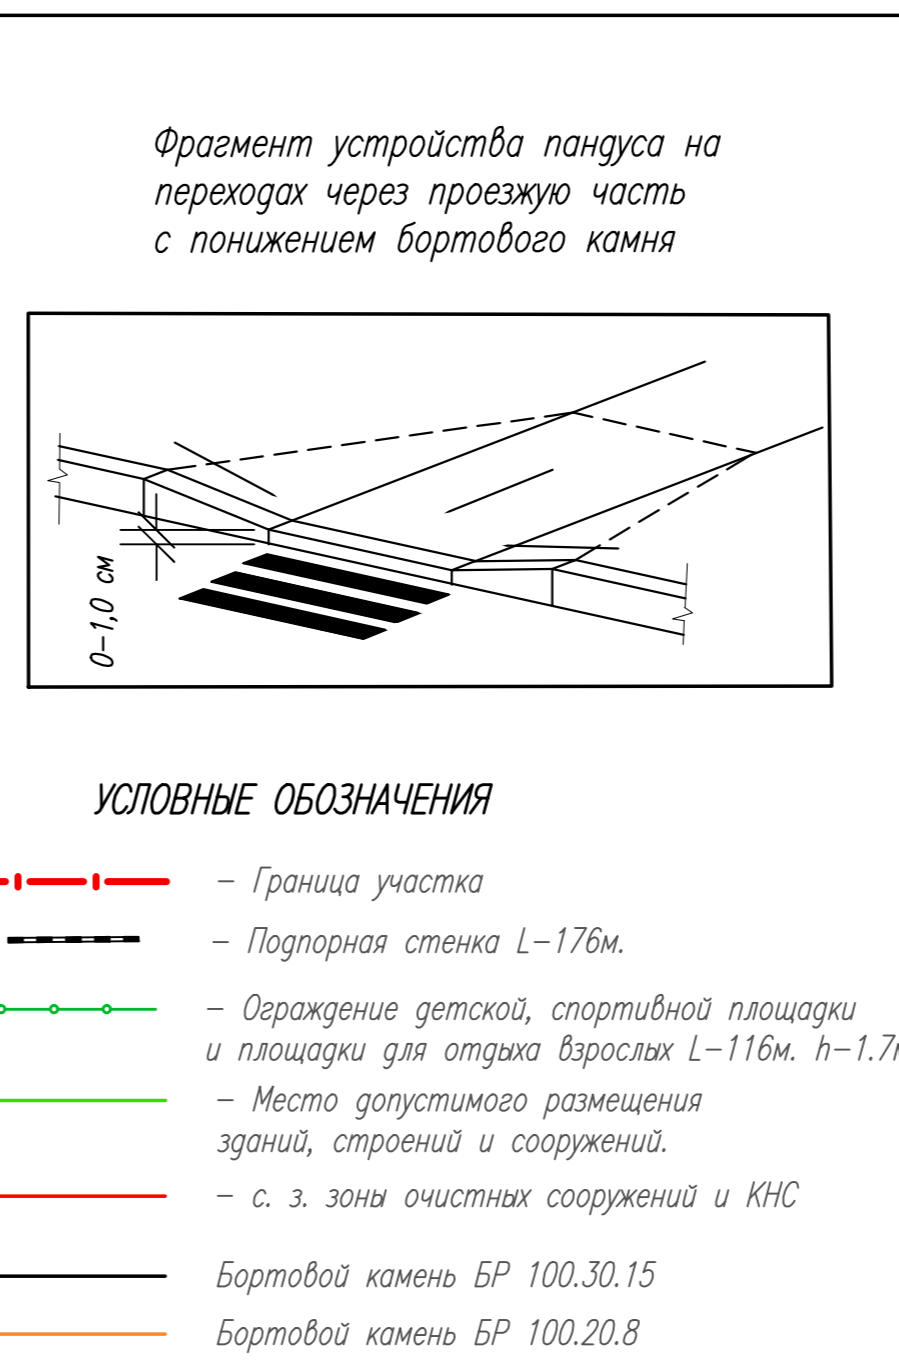 Фрагмент устройства пандуса на
переходах через проезжую часть
с понижением бортового камня
0-1,0 см
УСЛОВНЫЕ ОБОЗНАЧЕНИЯ
- Граница участка
- Подпорная стенка L-176м.
- Ограждение детской, спортивной площадки
и площадки для отдыха взрослых L-116м. h-1.7м
- Место допустимого размещения
зданий, строений и сооружений.
- с. з. зоны очистных сооружений и КНС
Бортовой камень БР 100.30.15
Бортовой камень БР 100.20.8